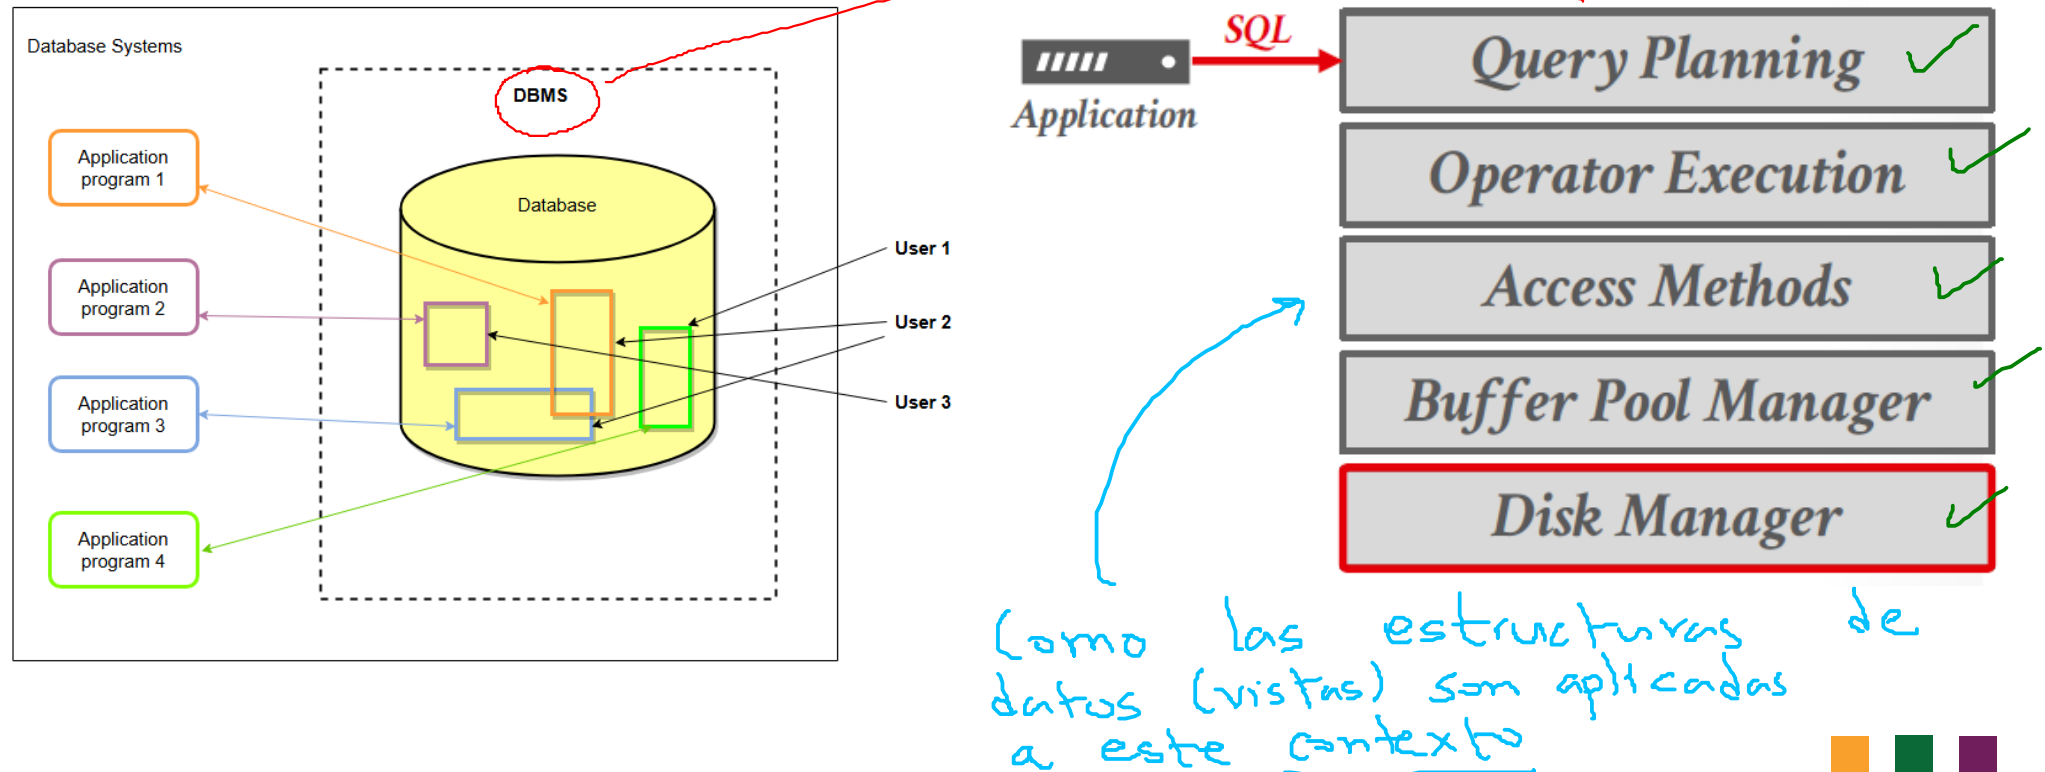 Database Systems
DBMS
Database
Application
program 1
Application
program 2
Application
program 3
Application
program 4
User 1
User 2
User 3
SQL
Application
Query Planning
Operator Execution
Access Methods
Buffer Pool Manager
Disk Manager
Como las estructuras de
datos (vistas) son aplicadas
a este contexto